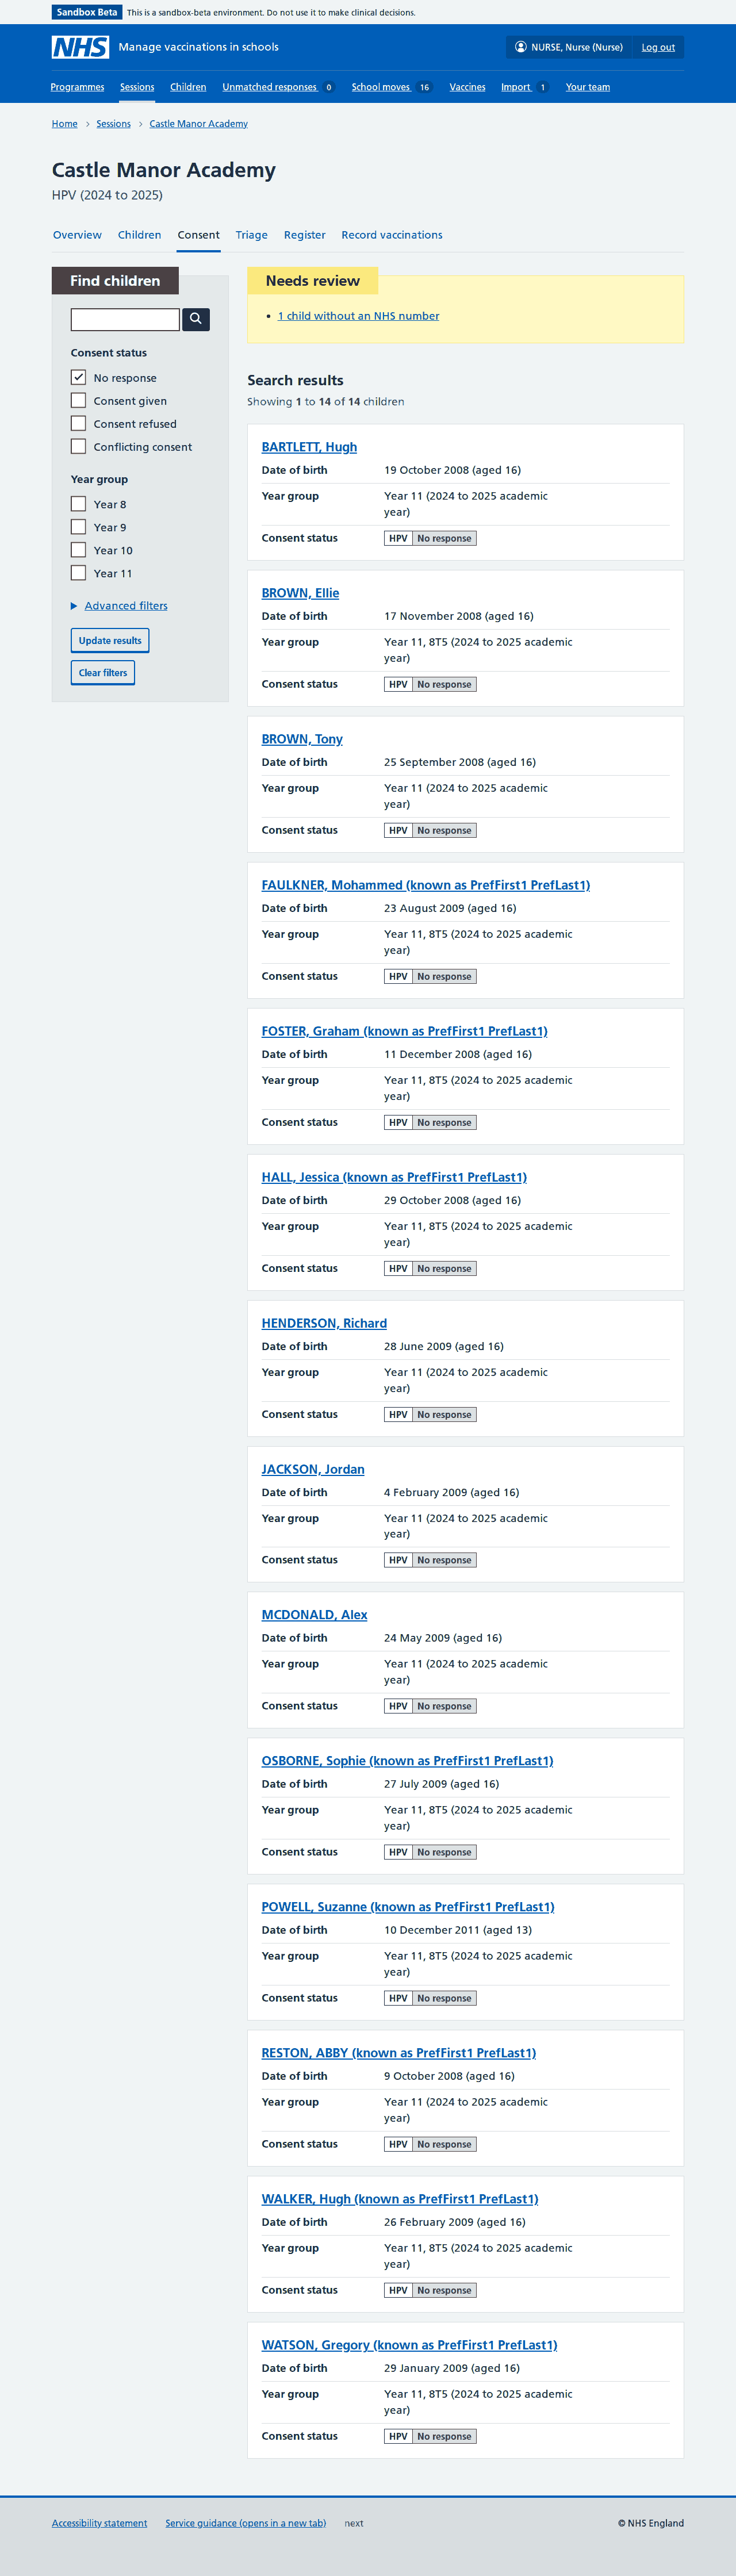 Sandbox Beta This is a sandbox-beta environment. Do not use it to make clinical decisions.
NHS Manage vaccinations in schools NURSE, Nurse (Nurse) Log out
Programmes Sessions Children Unmatched responses 0 School moves 16 Vaccines Import 1 Your team
Home Sessions Castle Manor Academy
Castle Manor Academy
HPV (2024 to 2025)
Overview Children Consent Triage Register Record vaccinations
Find children
Consent status
No response
Consent given
Consent refused
Conflicting consent
Year group
Year 8
Year 9
Year 10
Year 11
Advanced filters
Update results
Clear filters
Needs review
1 child without an NHS number
Search results
Showing 1 to 14 of 14 children
BARTLETT, Hugh
Date of birth 19 October 2008 (aged 16)
Year group Year 11 (2024 to 2025 academic
year)
Consent status HPV No response
BROWN, Ellie
Date of birth 17 November 2008 (aged 16)
Year group Year 11, 8T5 (2024 to 2025 academic
year)
Consent status HPV No response
BROWN, Tony
Date of birth 25 September 2008 (aged 16)
Year group Year 11 (2024 to 2025 academic
year)
Consent status HPV No response
FAULKNER, Mohammed (known as PrefFirst1 PrefLast1)
Date of birth 23 August 2009 (aged 16)
Year group Year 11, 8T5 (2024 to 2025 academic
year)
Consent status HPV No response
FOSTER, Graham (known as PrefFirst1 PrefLast1)
Date of birth 11 December 2008 (aged 16)
Year group Year 11, 8T5 (2024 to 2025 academic
year)
Consent status HPV No response
HALL, Jessica (known as PrefFirst1 PrefLast1)
Date of birth 29 October 2008 (aged 16)
Year group Year 11, 8T5 (2024 to 2025 academic
year)
Consent status HPV No response
HENDERSON, Richard
Date of birth 28 June 2009 (aged 16)
Year group Year 11 (2024 to 2025 academic
year)
Consent status HPV No response
JACKSON, Jordan
Date of birth 4 February 2009 (aged 16)
Year group Year 11 (2024 to 2025 academic
year)
Consent status HPV No response
MCDONALD, Alex
Date of birth 24 May 2009 (aged 16)
Year group Year 11 (2024 to 2025 academic
year)
Consent status HPV No response
OSBORNE, Sophie (known as PrefFirst1 PrefLast1)
Date of birth 27 July 2009 (aged 16)
Year group Year 11, 8T5 (2024 to 2025 academic
year)
Consent status HPV No response
POWELL, Suzanne (known as PrefFirst1 PrefLast1)
Date of birth 10 December 2011 (aged 13)
Year group Year 11, 8T5 (2024 to 2025 academic
year)
Consent status HPV No response
RESTON, ABBY (known as PrefFirst1 PrefLast1)
Date of birth 9 October 2008 (aged 16)
Year group Year 11 (2024 to 2025 academic
year)
Consent status HPV No response
WALKER, Hugh (known as PrefFirst1 PrefLast1)
Date of birth 26 February 2009 (aged 16)
Year group Year 11, 8T5 (2024 to 2025 academic
year)
Consent status HPV No response
WATSON, Gregory (known as PrefFirst1 PrefLast1)
Date of birth 29 January 2009 (aged 16)
Year group Year 11, 8T5 (2024 to 2025 academic
year)
Consent status HPV No response
Accessibility statement Service guidance (opens in a new tab) next © NHS England